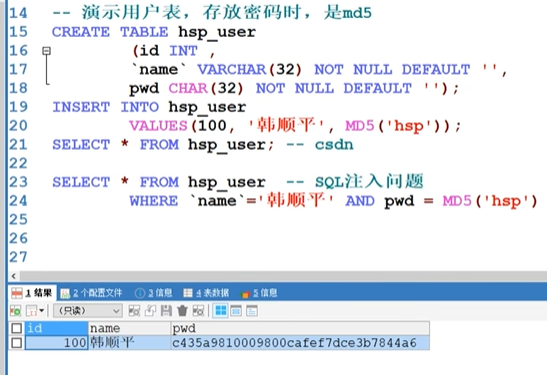 14 -- 演示用户表，存放密码时，是md5
15 CREATE TABLE hsp_user
16 (id INT ,
17 `name` VARCHAR(32) NOT NULL DEFAULT '',
18 pwd CHAR(32) NOT NULL DEFAULT '');
19 INSERT INTO hsp_user
20 VALUES(100, '韩顺平', MD5('hsp'));
21 SELECT * FROM hsp_user; -- csdn
22
23 SELECT * FROM hsp_user -- SQL注入问题
24 WHERE `name`='韩顺平' AND pwd = MD5('hsp')
25
26
27
1 结果 2 个配置文件 3 信息 4 表数据 5 信息
（只读）
id name pwd
100 韩顺平 c435a9810009800cafef7dce3b7844a6